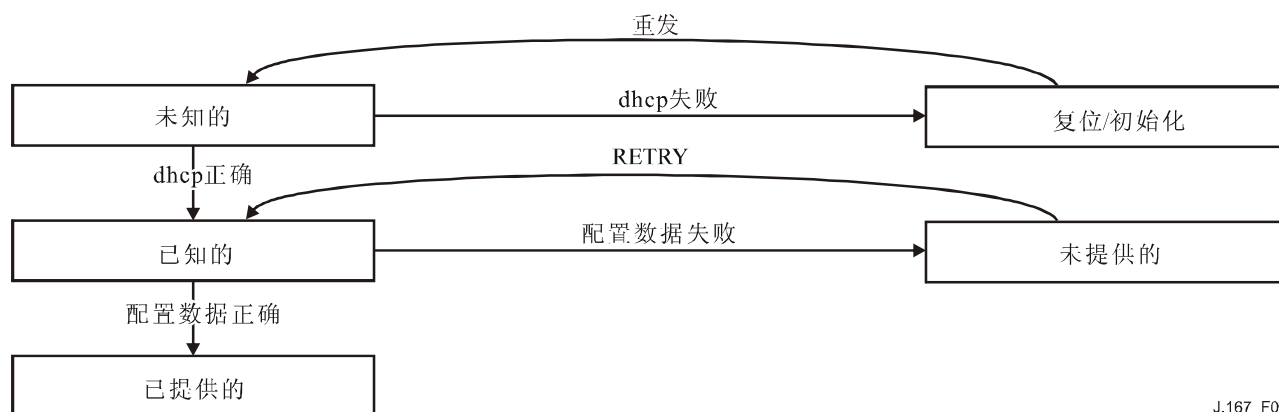 重发
dhcp失败
未知的
复位/初始化
dhcp正确
RETRY
配置数据失败
已知的
未提供的
配置数据正确
已提供的
J.167_F0